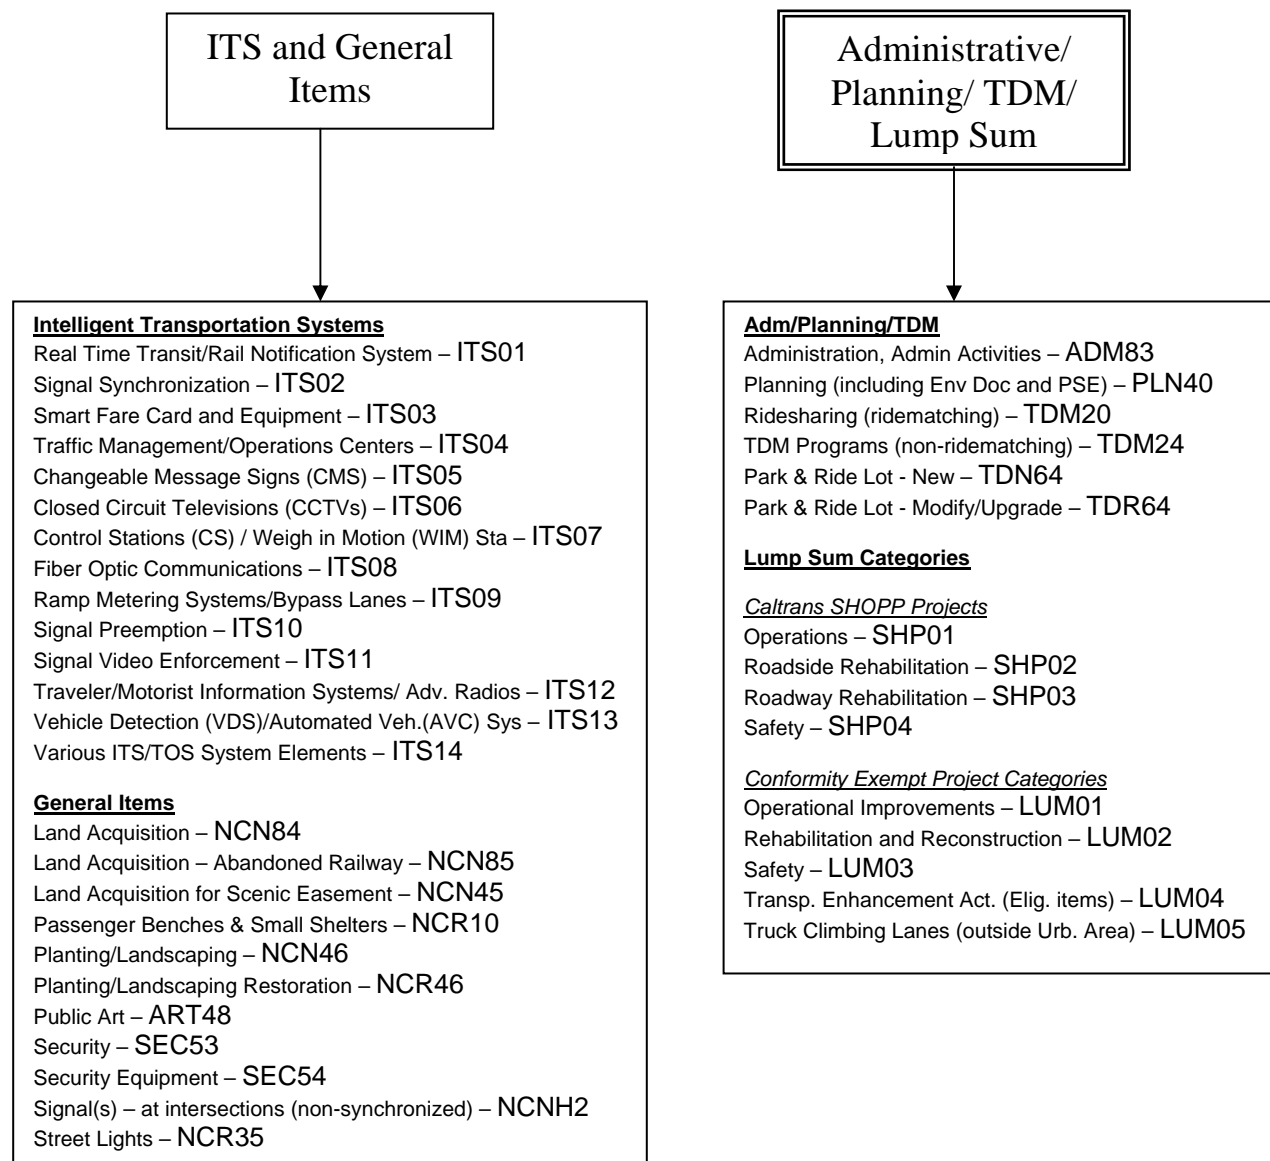 ITS and General
Items
Administrative/
Planning/ TDM/
Lump Sum
Intelligent Transportation Systems
Real Time Transit/Rail Notification System – ITS01
Signal Synchronization – ITS02
Smart Fare Card and Equipment – ITS03
Traffic Management/Operations Centers – ITS04
Changeable Message Signs (CMS) – ITS05
Closed Circuit Televisions (CCTVs) – ITS06
Control Stations (CS) / Weigh in Motion (WIM) Sta – ITS07
Fiber Optic Communications – ITS08
Ramp Metering Systems/Bypass Lanes – ITS09
Signal Preemption – ITS10
Signal Video Enforcement – ITS11
Traveler/Motorist Information Systems/ Adv. Radios – ITS12
Vehicle Detection (VDS)/Automated Veh.(AVC) Sys – ITS13
Various ITS/TOS System Elements – ITS14
General Items
Land Acquisition – NCN84
Land Acquisition – Abandoned Railway – NCN85
Land Acquisition for Scenic Easement – NCN45
Passenger Benches & Small Shelters – NCR10
Planting/Landscaping – NCN46
Planting/Landscaping Restoration – NCR46
Public Art – ART48
Security – SEC53
Security Equipment – SEC54
Signal(s) – at intersections (non-synchronized) – NCNH2
Street Lights – NCR35
Adm/Planning/TDM
Administration, Admin Activities – ADM83
Planning (including Env Doc and PSE) – PLN40
Ridesharing (ridematching) – TDM20
TDM Programs (non-ridematching) – TDM24
Park & Ride Lot - New – TDN64
Park & Ride Lot - Modify/Upgrade – TDR64
Lump Sum Categories
Caltrans SHOPP Projects
Operations – SHP01
Roadside Rehabilitation – SHP02
Roadway Rehabilitation – SHP03
Safety – SHP04
Conformity Exempt Project Categories
Operational Improvements – LUM01
Rehabilitation and Reconstruction – LUM02
Safety – LUM03
Transp. Enhancement Act. (Elig. items) – LUM04
Truck Climbing Lanes (outside Urb. Area) – LUM05